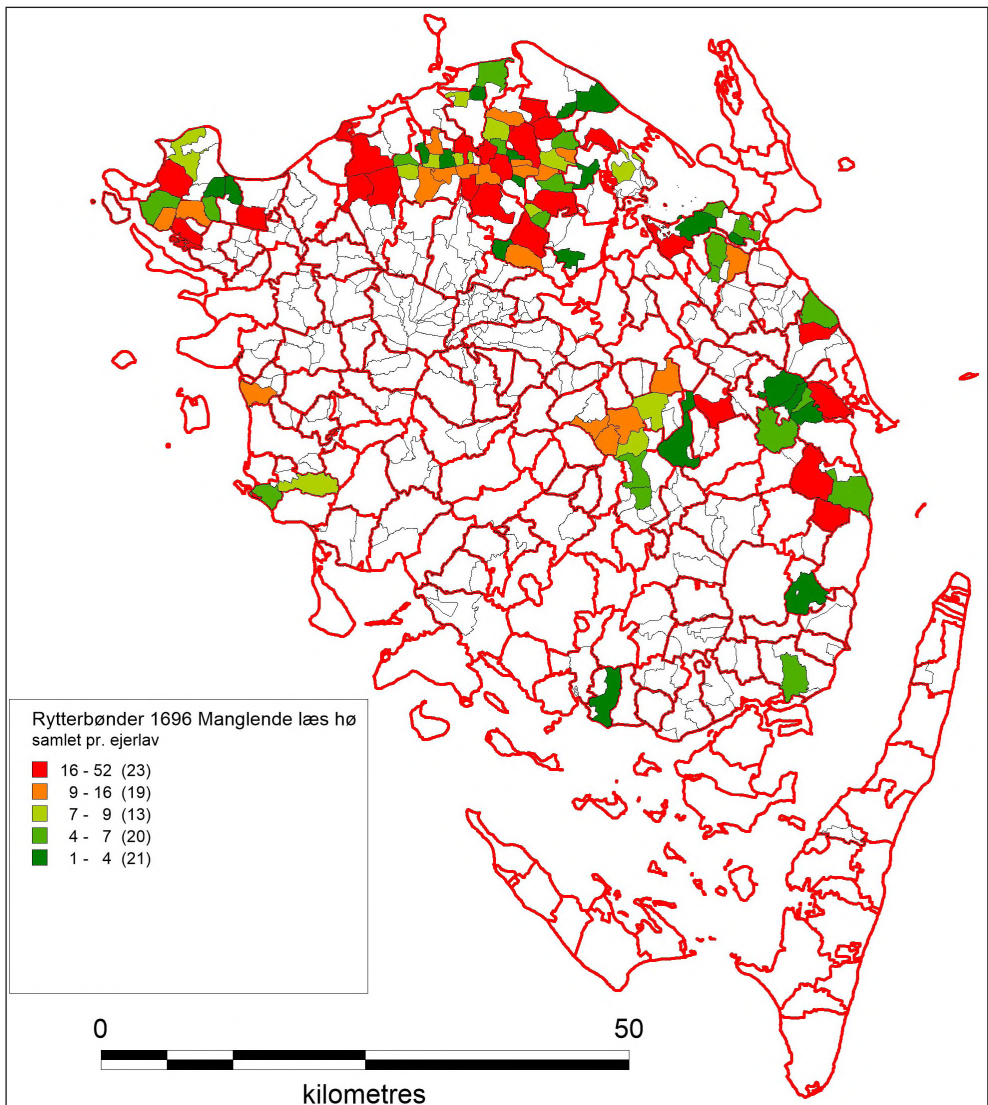 Rytterbønder 1696 Manglende læs hø
samlet pr. ejerlav
16 - 52 (23)
9 - 16 (19)
7 - 9 (13)
4 - 7 (20)
1 - 4 (21)
0 50
kilometres